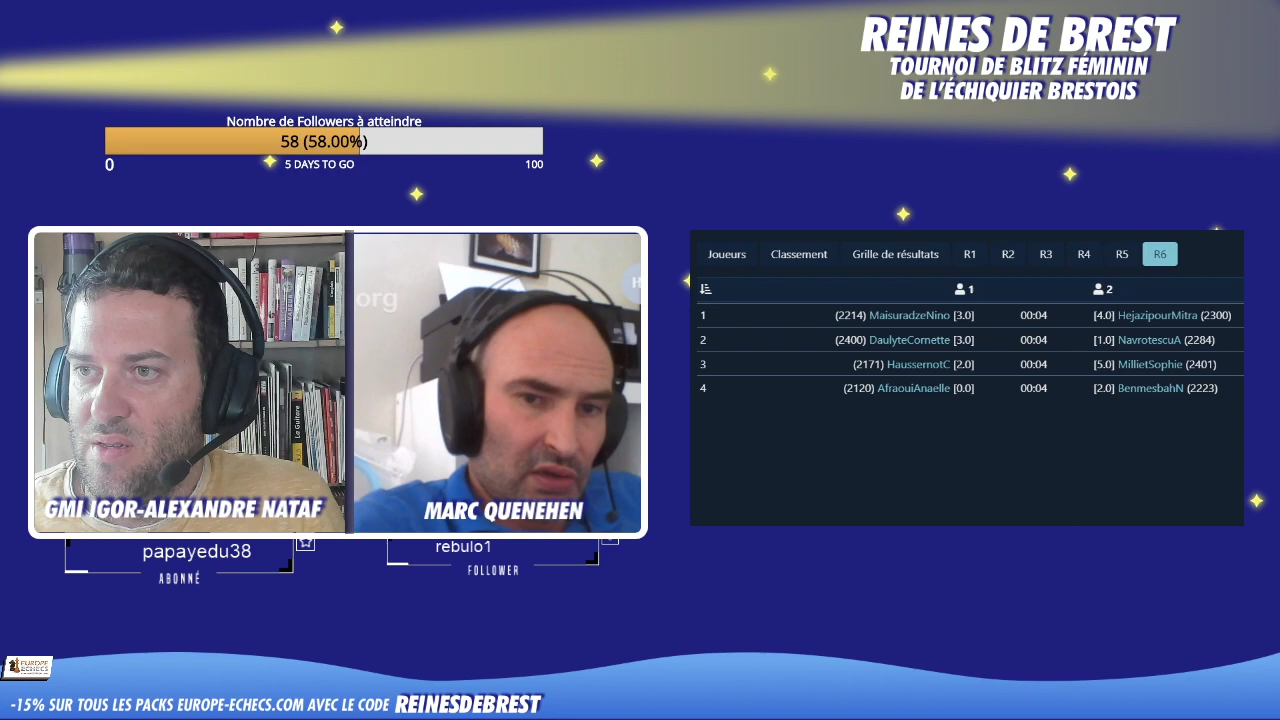 REINES DE BREST
TOURNOI DE BLITZ FÉMININ
DE L'ÉCHIQUIER BRESTOIS
Nombre de Followers à atteindre
58 (58.00%)
0 5 DAYS TO GO 100
org
H
La Guitare
GMI IGOR-ALEXANDRE NATAF
MARC QUENEHEN
papayedu38
ABONNÉ
rebulo1
FOLLOWER
Joueurs Classement Grille de résultats R1 R2 R3 R4 R5 R6
1 2
1 (2214) MaisuradzeNino [3.0] 00:04 [4.0] HejazipourMitra (2300)
2 (2400) DaulyteCornette [3.0] 00:04 [1.0] NavrotescuA (2284)
3 (2171) HaussernotC [2.0] 00:04 [5.0] MillietSophie (2401)
4 (2120) AfraouiAnaelle [0.0] 00:04 [2.0] BenmesbahN (2223)
EUROPE
ECHECS
-15% SUR TOUS LES PACKS EUROPE-ECHECS.COM AVEC LE CODE REINESDEBREST